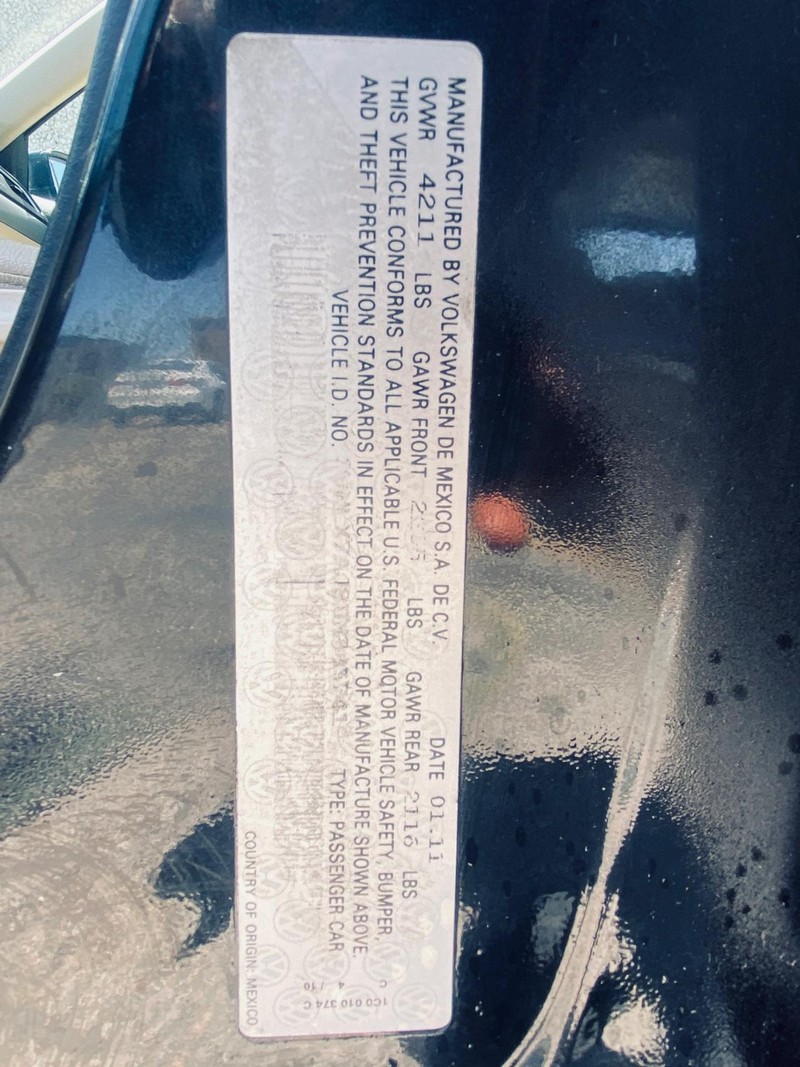 MANUFACTURED BY VOLKSWAGEN DE MEXICO S.A. DE C.V. DATE 01.11
GVWR 4211 LBS GAWR FRONT LBS GAWR REAR 2116 LBS
THIS VEHICLE CONFORMS TO ALL APPLICABLE U.S. FEDERAL MOTOR VEHICLE SAFETY, BUMPER,
AND THEFT PREVENTION STANDARDS IN EFFECT ON THE DATE OF MANUFACTURE SHOWN ABOVE.
VEHICLE I.D. NO. TYPE: PASSENGER CAR
COUNTRY OF ORIGIN: MEXICO
1C0 010 374 C
4 /10 U